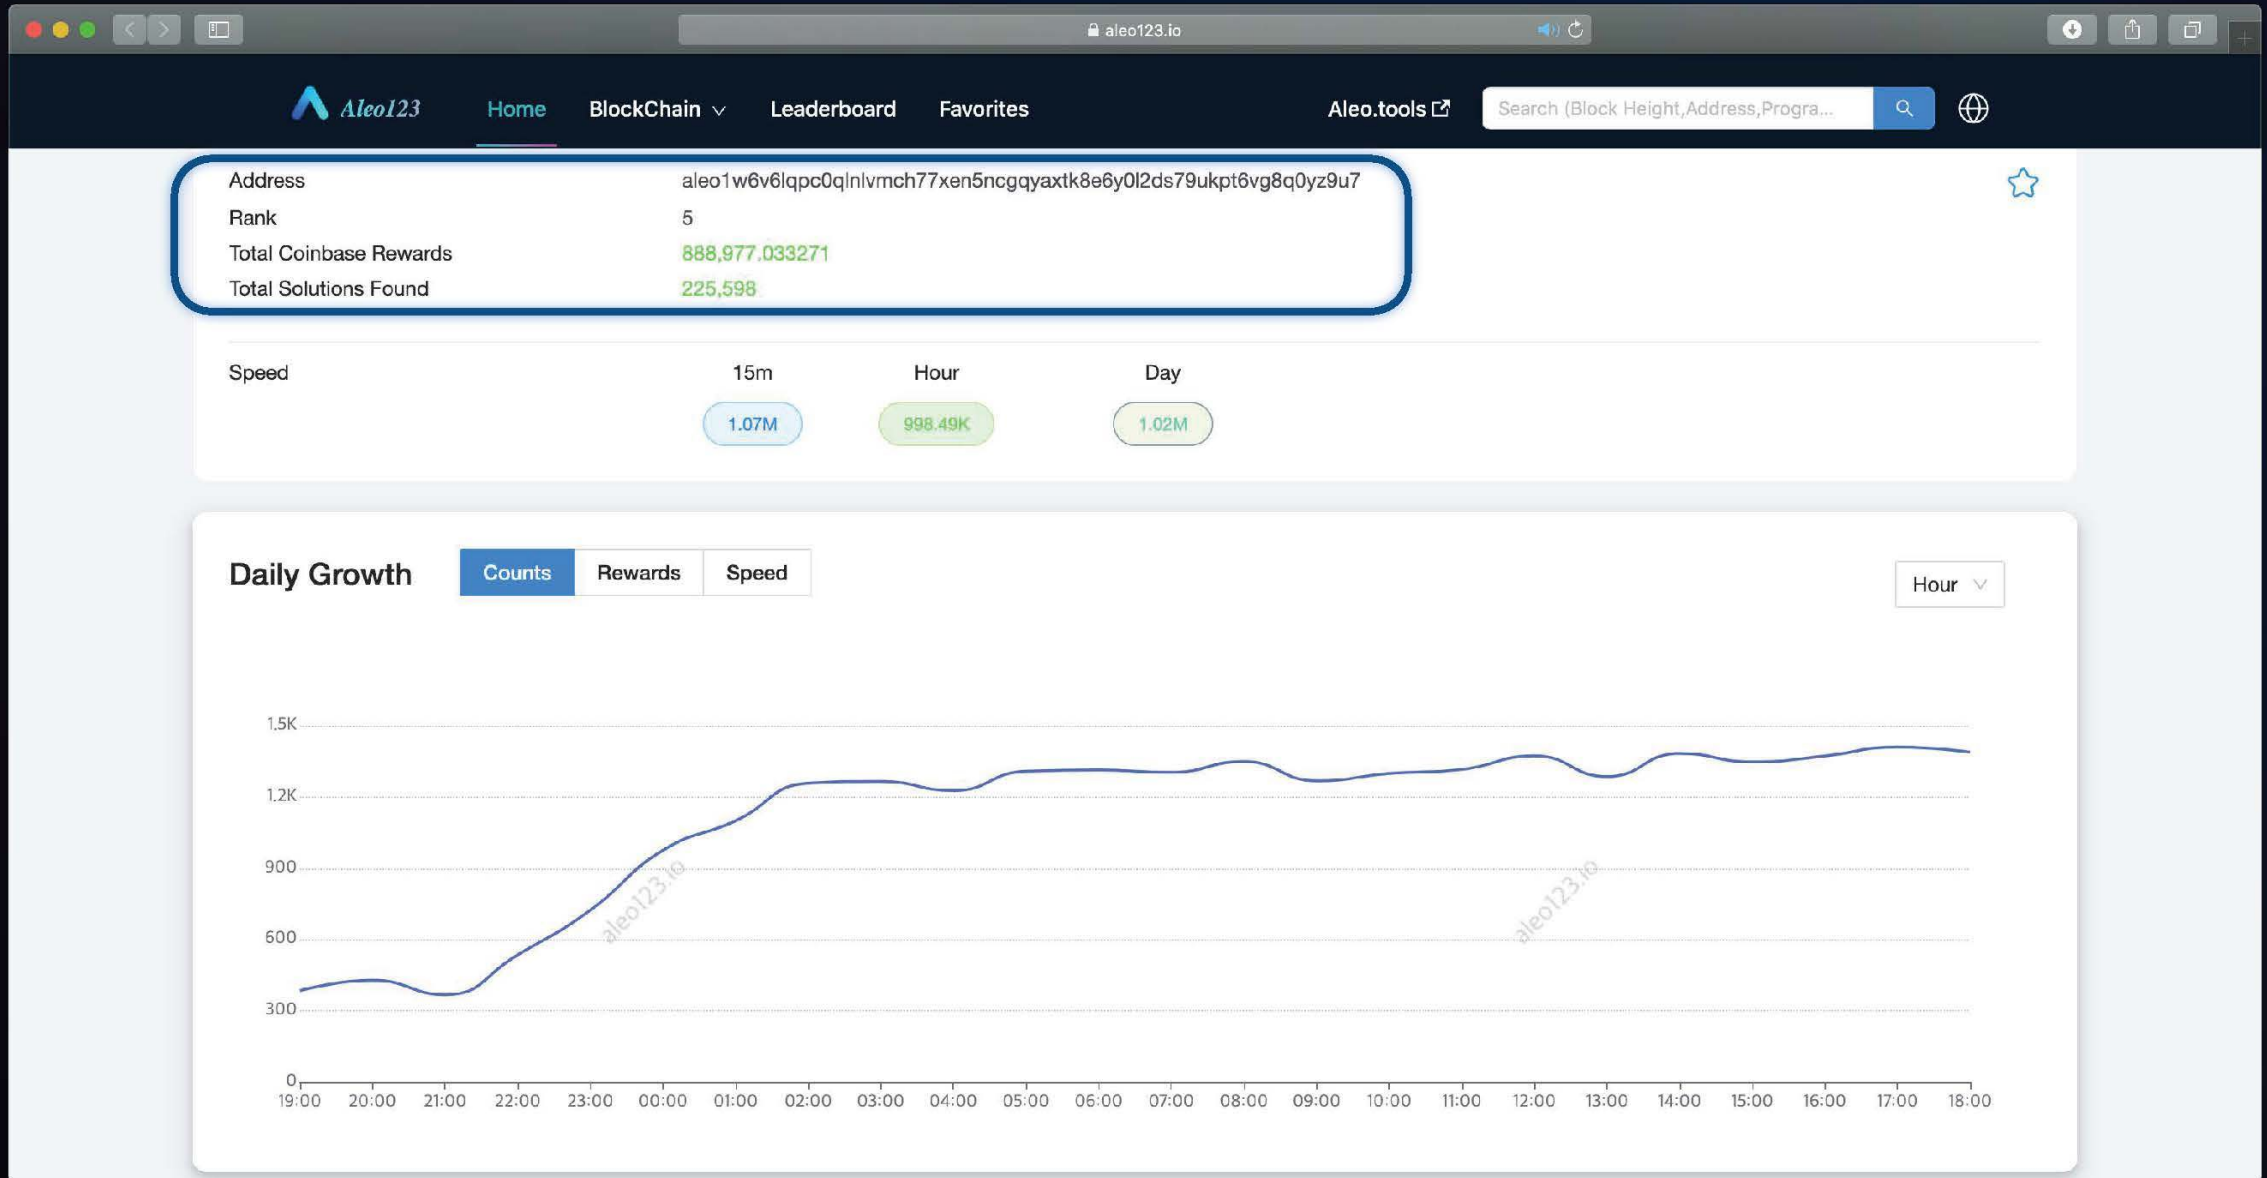 aleo123.io
Aleo123 Home BlockChain Leaderboard Favorites Aleo.tools Search (Block Height,Address,Progra...
Address aleo1w6v6lqpc0qlnlvmch77xen5ncgqyaxtk8e6y0l2ds79ukpt6vg8q0yz9u7
Rank 5
Total Coinbase Rewards 888,977.033271
Total Solutions Found 225,598
Speed 15m Hour Day
1.07M 998.49K 1.02M
Daily Growth Counts Rewards Speed Hour
1.5K
1.2K
900
600
300
0
aleo123.io aleo123.io
19:00 20:00 21:00 22:00 23:00 00:00 01:00 02:00 03:00 04:00 05:00 06:00 07:00 08:00 09:00 10:00 11:00 12:00 13:00 14:00 15:00 16:00 17:00 18:00